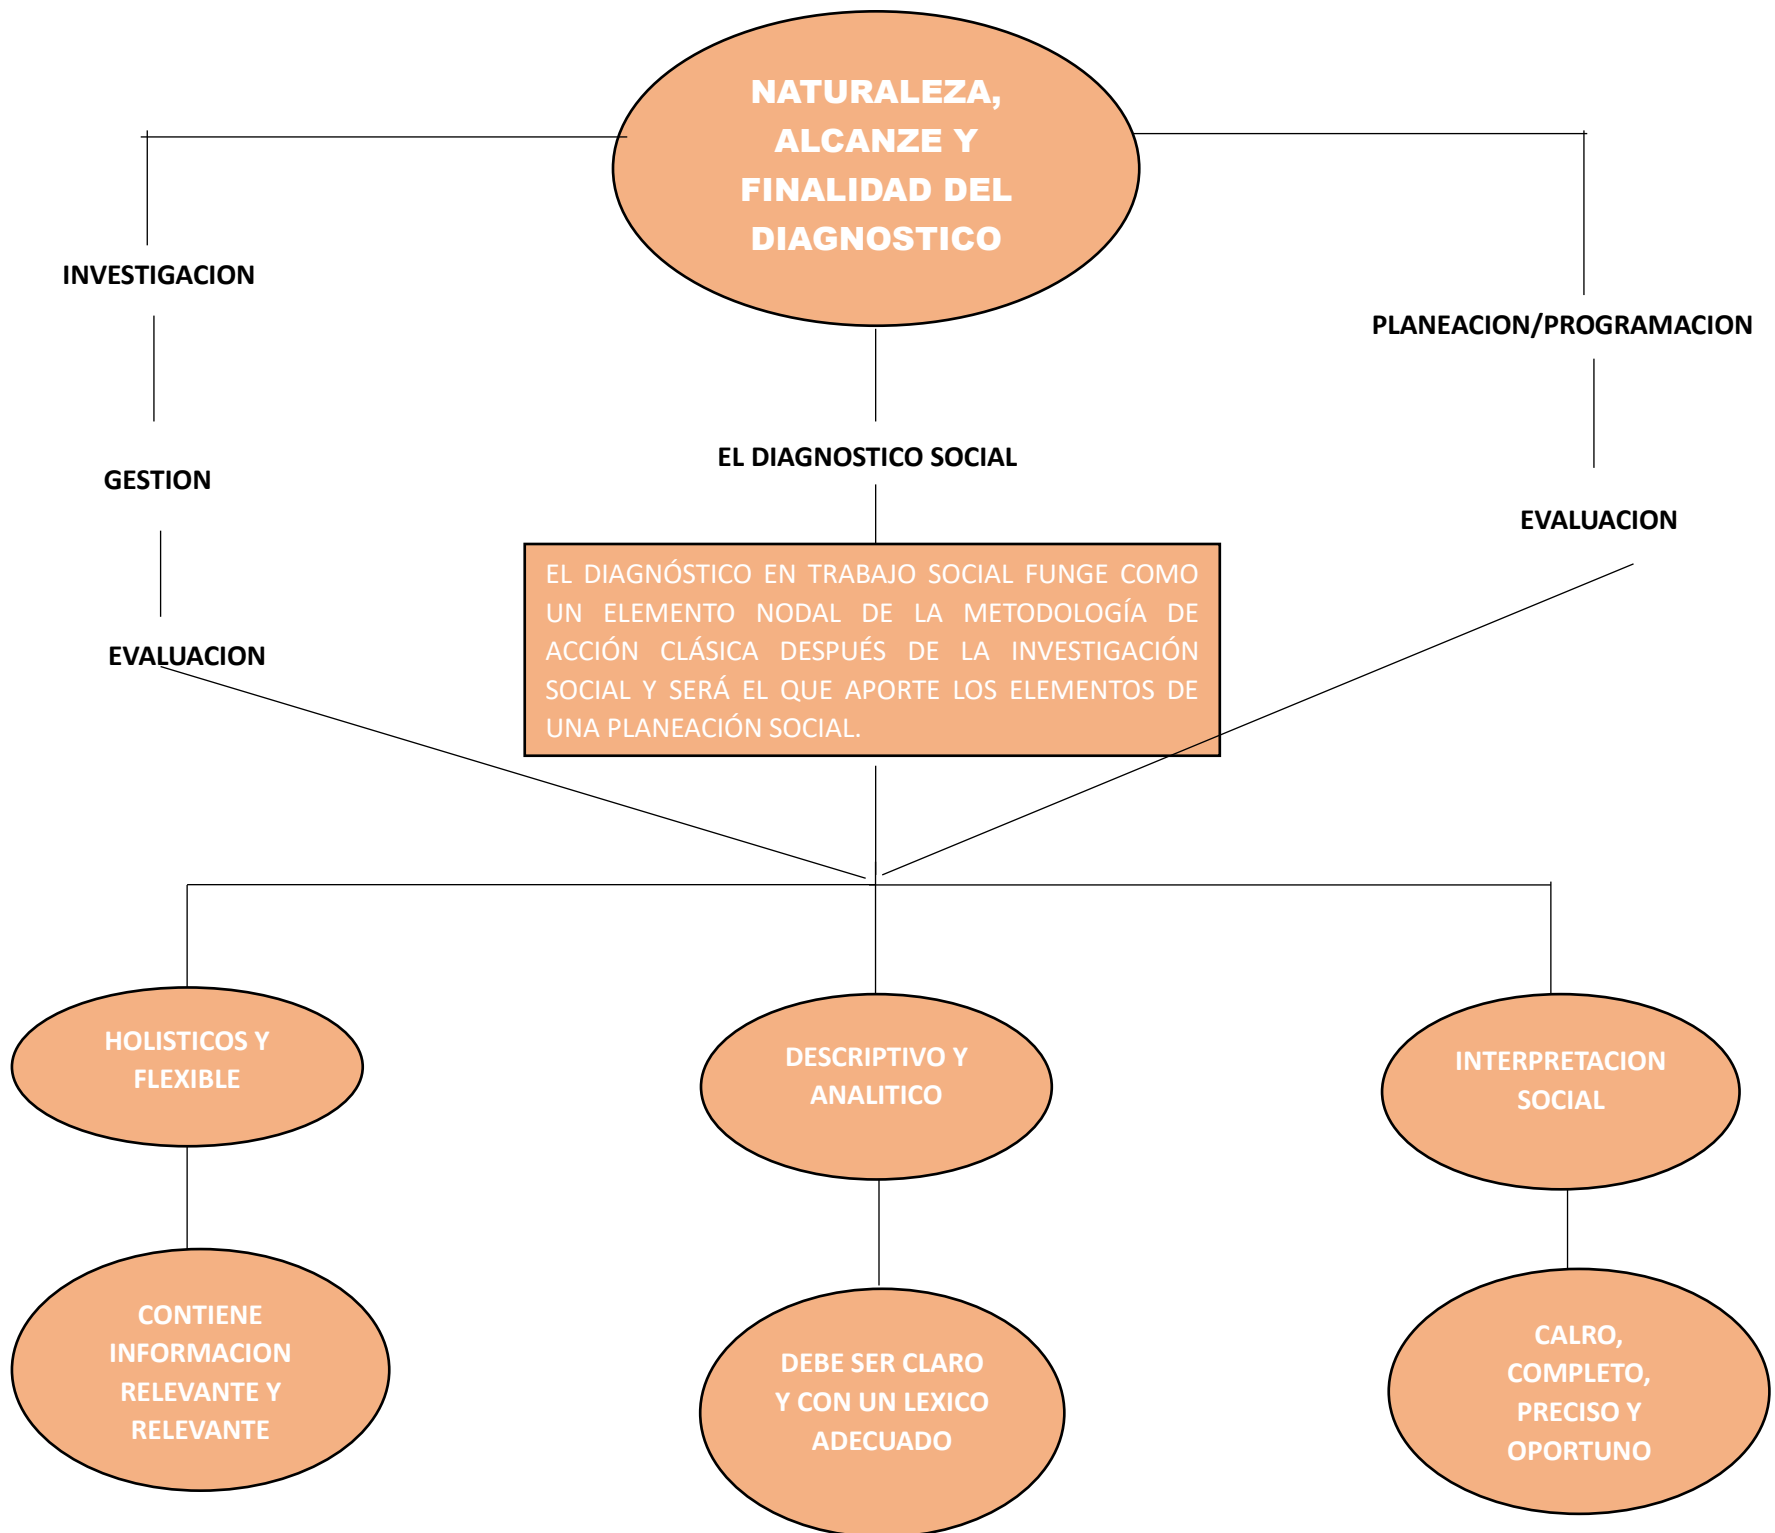 NATURALEZA,
ALCANZE Y
FINALIDAD DEL
DIAGNOSTICO
INVESTIGACION
PLANEACION/PROGRAMACION
EL DIAGNOSTICO SOCIAL
GESTION
EVALUACION
EL DIAGNÓSTICO EN TRABAJO SOCIAL FUNGE COMO
UN ELEMENTO NODAL DE LA METODOLOGÍA DE
ACCIÓN CLÁSICA DESPUÉS DE LA INVESTIGACIÓN
SOCIAL Y SERÁ EL QUE APORTE LOS ELEMENTOS DE
UNA PLANEACIÓN SOCIAL.
EVALUACION
HOLISTICOS Y
FLEXIBLE
DESCRIPTIVO Y
ANALITICO
INTERPRETACION
SOCIAL
CONTIENE
INFORMACION
RELEVANTE Y
RELEVANTE
DEBE SER CLARO
Y CON UN LEXICO
ADECUADO
CALRO,
COMPLETO,
PRECISO Y
OPORTUNO